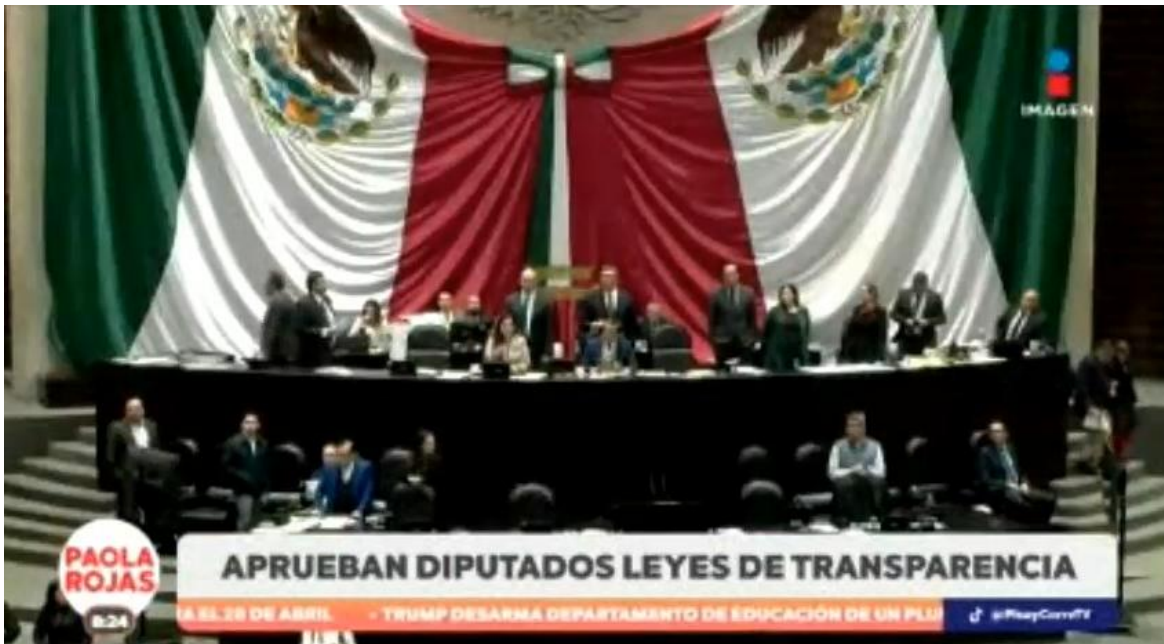 IMAGEN
PAOLA
ROJAS
APRUEBAN DIPUTADOS LEYES DE TRANSPARENCIA
8:24
A EL 28 DE ABRIL • TRUMP DESARMA DEPARTAMENTO DE EDUCACIÓN DE UN PLU